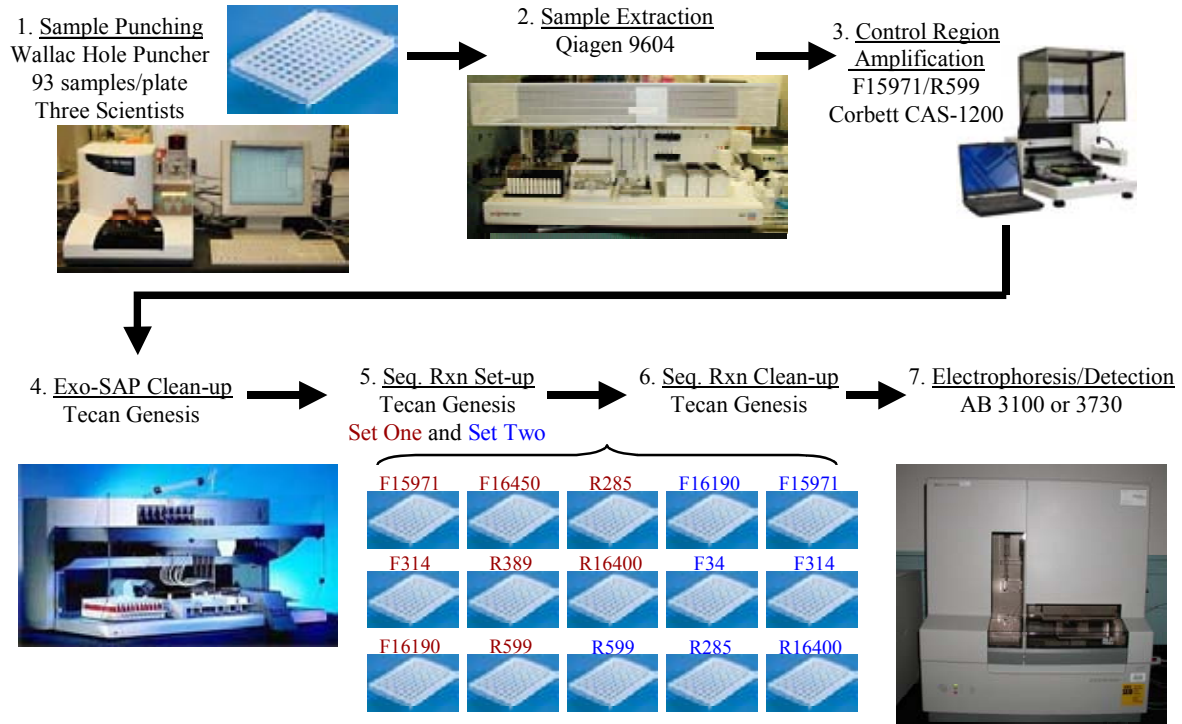 1. Sample Punching
Wallac Hole Puncher
93 samples/plate
Three Scientists
2. Sample Extraction
Qiagen 9604
3. Control Region
Amplification
F15971/R599
Corbett CAS-1200
4. Exo-SAP Clean-up
Tecan Genesis
5. Seq. Rxn Set-up
Tecan Genesis
Set One and Set Two
6. Seq. Rxn Clean-up
Tecan Genesis
7. Electrophoresis/Detection
AB 3100 or 3730
F15971 F16450 R285 F16190 F15971
F314 R389 R16400 F34 F314
F16190 R599 R599 R285 R16400